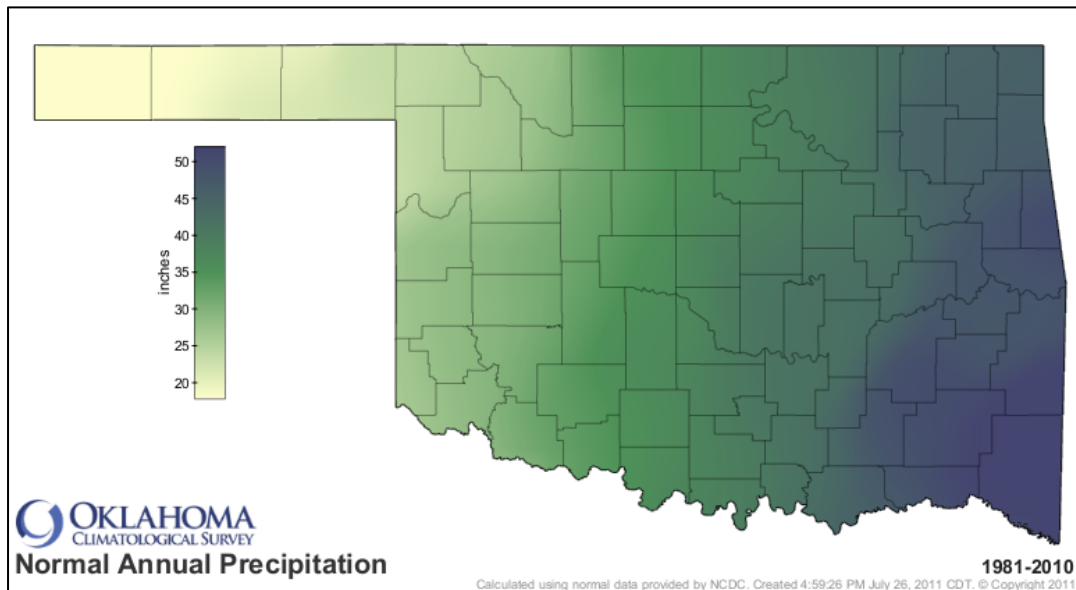 50
45
40
35
30
25
20
inches
OKLAHOMA
CLIMATOLOGICAL SURVEY
Normal Annual Precipitation
1981-2010
Calculated using normal data provided by NCDC. Created 4:59:26 PM July 26, 2011 CDT. © Copyright 2011